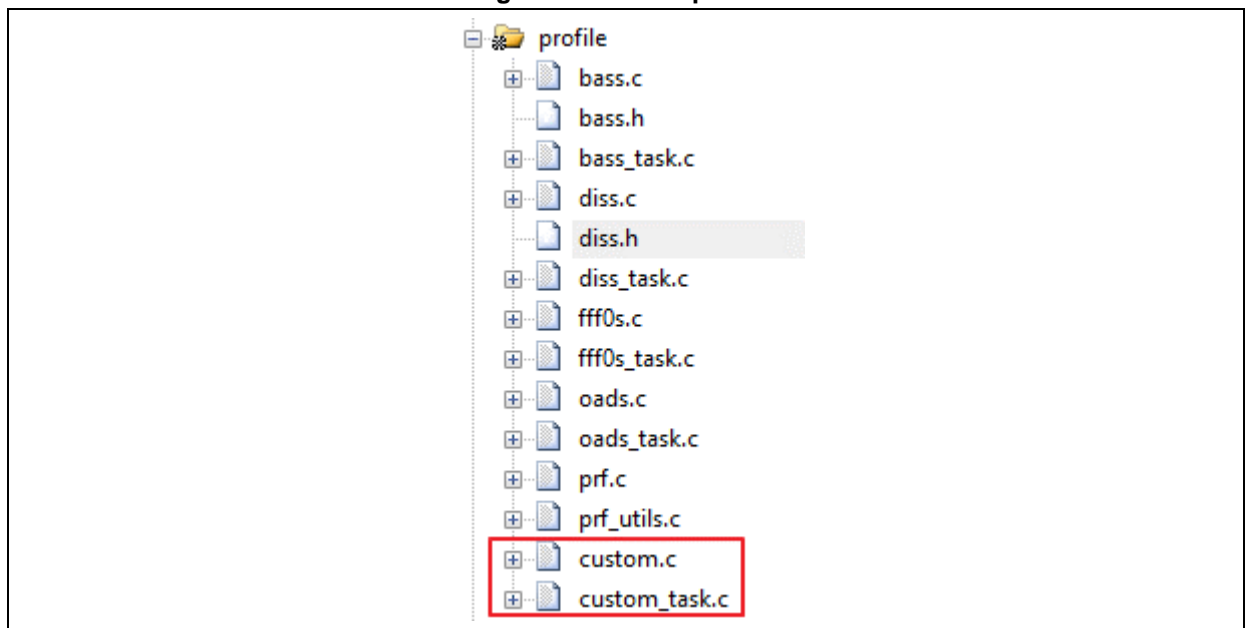 profile
bass.c
bass.h
bass_task.c
diss.c
diss.h
diss_task.c
fff0s.c
fff0s_task.c
oads.c
oads_task.c
prf.c
prf_utils.c
custom.c
custom_task.c